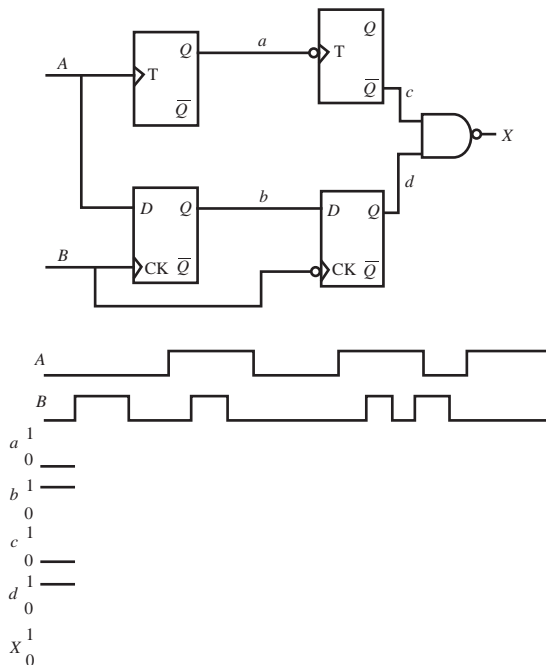 a Q
Q
A T T
Q̅ Q̅
c
X
d
D Q b D Q
B CK Q̅ CK Q̅
A
B
a 1
0
b 1
0
c 1
0
d 1
0
X 1
0